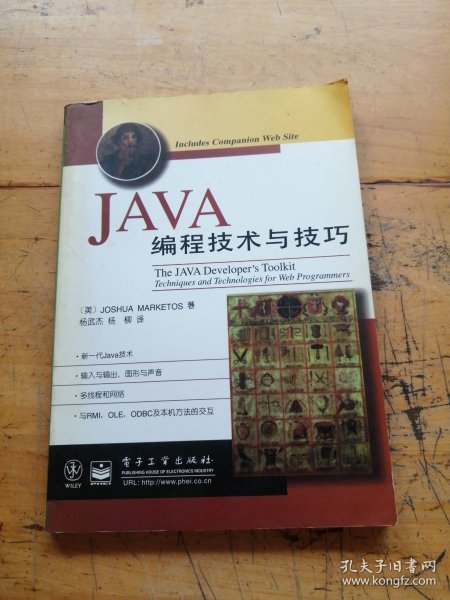 Includes Companion Web Site
JAVA
编程技术与技巧
The JAVA Developer's Toolkit
Techniques and Technologies for Web Programmers
〔美〕JOSHUA MARKETOS 著
杨武杰 杨 柳 译
·新一代Java技术
·输入与输出、图形与声音
·多线程和网络
·与RMI，OLE，ODBC及本机方法的交互
WILEY
电子工业出版社
PUBLISHING HOUSE OF ELECTRONICS INDUSTRY
URL: http://www.phei.co.cn
孔夫子旧书网
www.kongfz.com